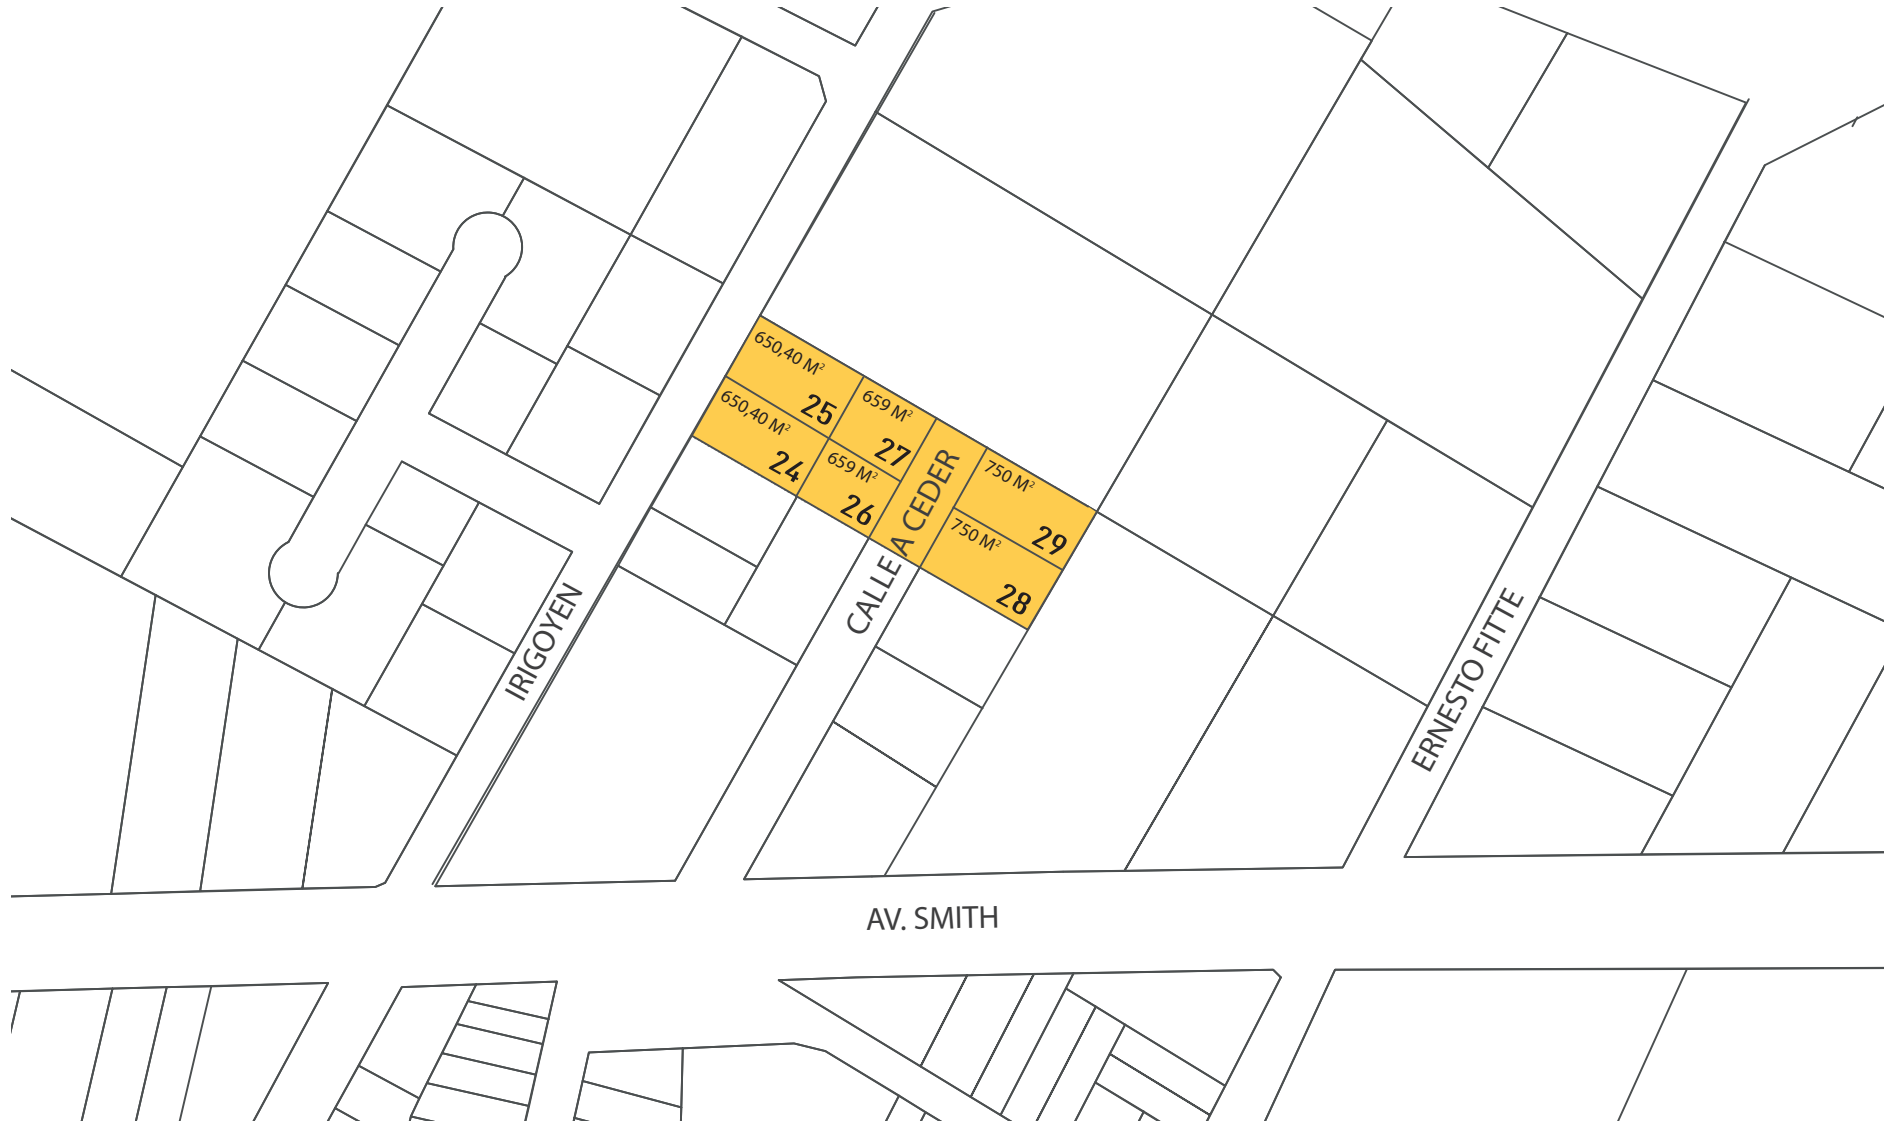 650,40 M²
25
659 M²
27
650,40 M²
24
659 M²
26
750 M²
29
750 M²
28
CALLE A CEDER
IRIGOYEN
ERNESTO FITTE
AV. SMITH